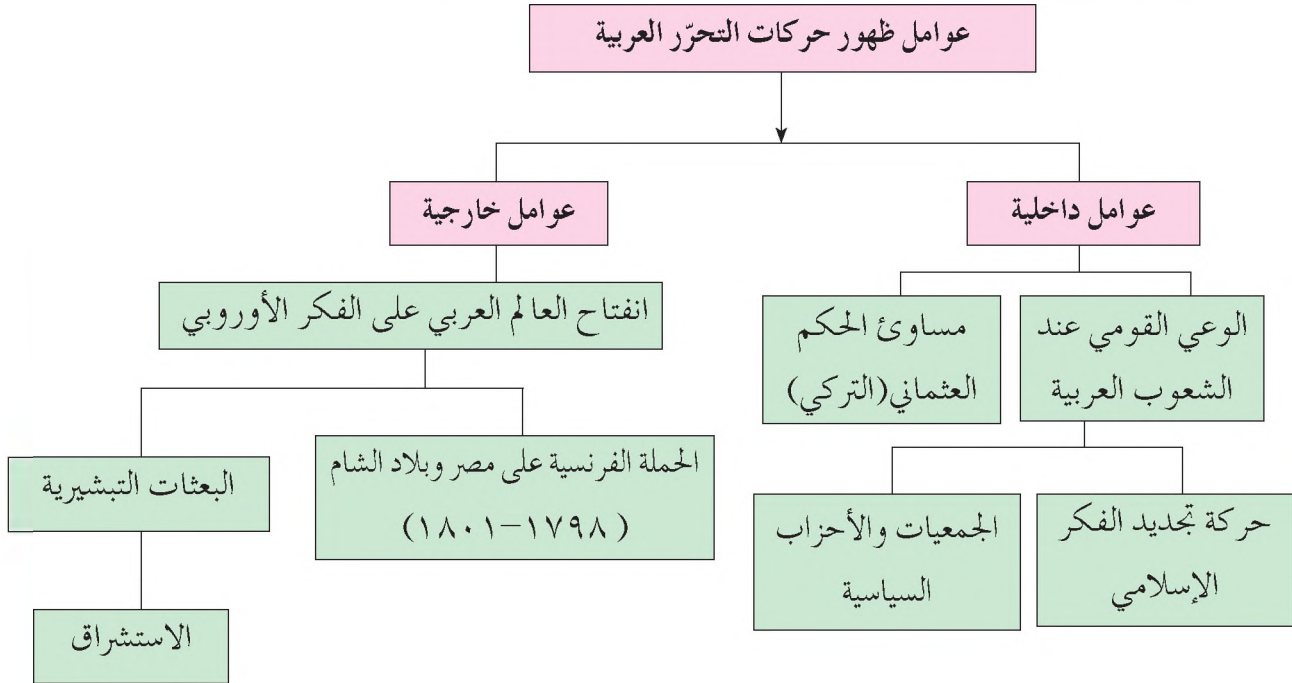 عوامل ظهور حركات التحرّر العربية
عوامل داخلية
عوامل خارجية
الوعي القومي عند
الشعوب العربية
مساوئ الحكم
العثماني(التركي)
انفتاح العالم العربي على الفكر الأوروبي
حركة تجديد الفكر
الإسلامي
الجمعيات والأحزاب
السياسية
الحملة الفرنسية على مصر وبلاد الشام
(١٧٩٨–١٨٠١)
البعثات التبشيرية
الاستشراق